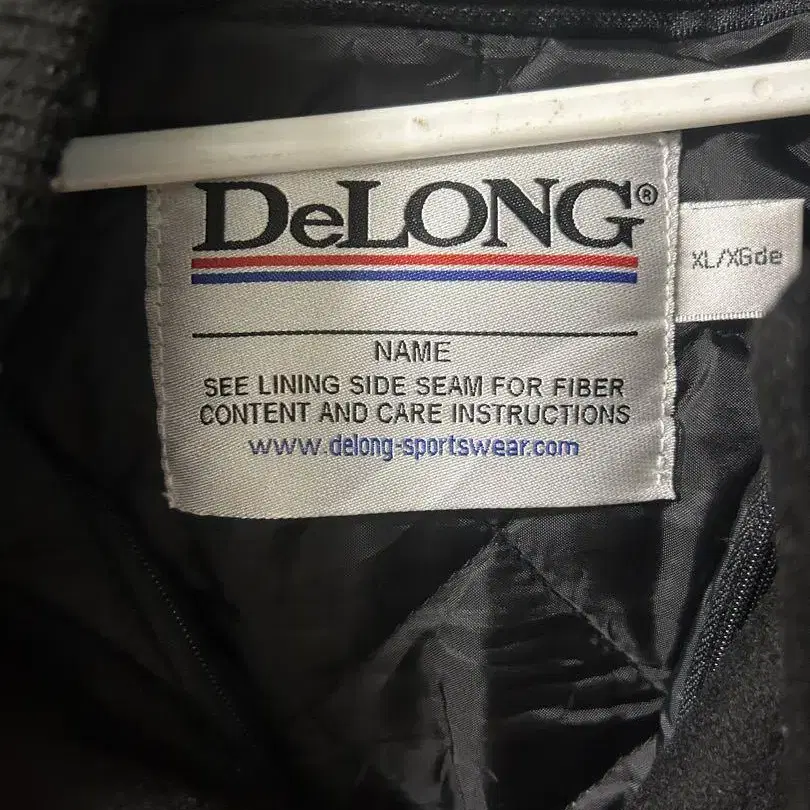 DeLONG®
XL/XGde
NAME
SEE LINING SIDE SEAM FOR FIBER
CONTENT AND CARE INSTRUCTIONS
www.delong-sportswear.com